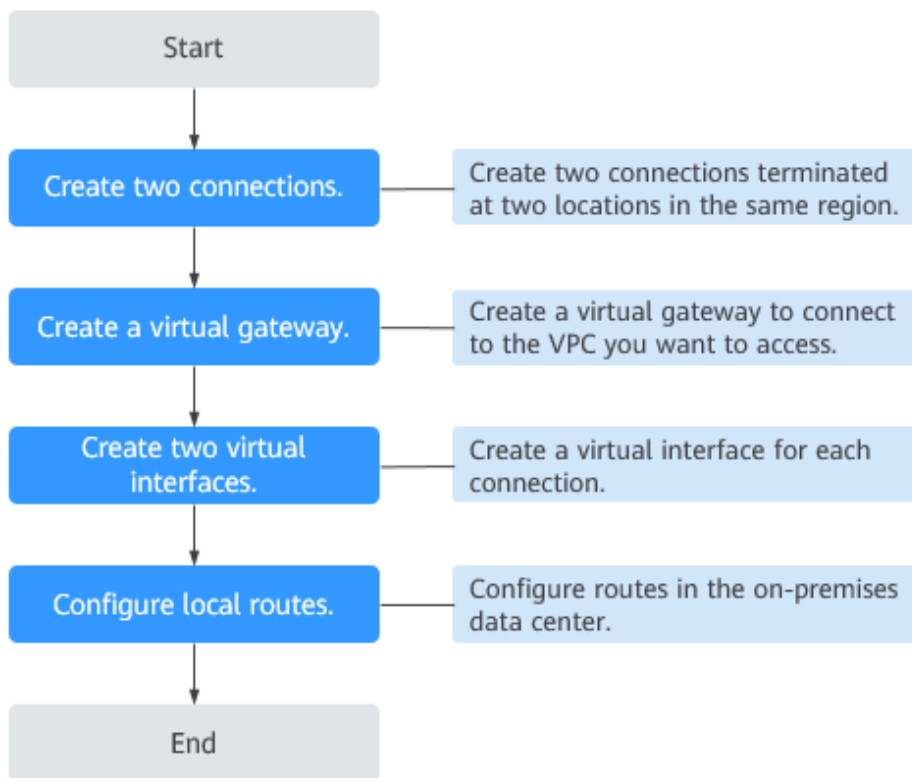 Start
Create two connections.
Create two connections terminated
at two locations in the same region.
Create a virtual gateway.
Create a virtual gateway to connect
to the VPC you want to access.
Create two virtual
interfaces.
Create a virtual interface for each
connection.
Configure local routes.
Configure routes in the on-premises
data center.
End